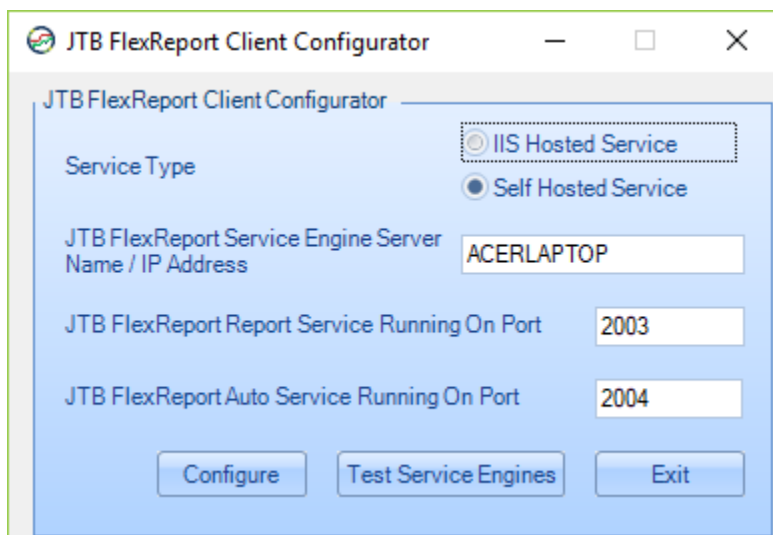 JTB FlexReport Client Configurator
JTB FlexReport Client Configurator
IIS Hosted Service
Service Type
Self Hosted Service
JTB FlexReport Service Engine Server
Name / IP Address
ACERLAPTOP
JTB FlexReport Report Service Running On Port 2003
JTB FlexReport Auto Service Running On Port 2004
Configure Test Service Engines Exit